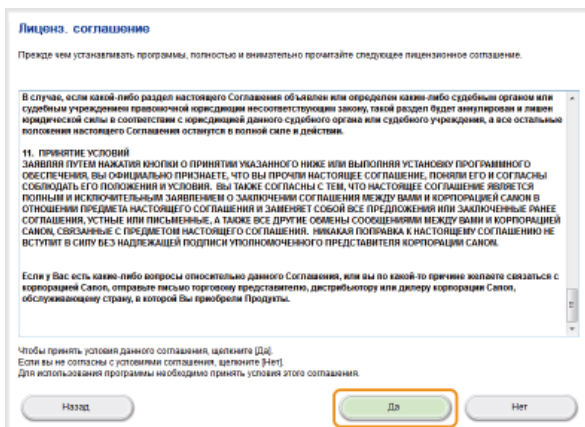 Лиценз. соглашение
Прежде чем устанавливать программы, полностью и внимательно прочитайте следующее лицензионное соглашение.
В случае, если какой-либо раздел настоящего Соглашения объявлен или определен каким-либо судебным органом или
судебным учреждением правомочной юрисдикции несоответствующим закону, такой раздел будет аннулирован и лишен
юридической силы в соответствии с юрисдикцией данного судебного органа или судебного учреждения, а все остальные
положения настоящего Соглашения останутся в полной силе и действии.
11. ПРИНЯТИЕ УСЛОВИЙ
ЗАЯВЛЯЯ ПУТЕМ НАЖАТИЯ КНОПКИ О ПРИНЯТИИ УКАЗАННОГО НИЖЕ ИЛИ ВЫПОЛНЯЯ УСТАНОВКУ ПРОГРАММНОГО
ОБЕСПЕЧЕНИЯ, ВЫ ОФИЦИАЛЬНО ПРИЗНАЕТЕ, ЧТО ВЫ ПРОЧЛИ НАСТОЯЩЕЕ СОГЛАШЕНИЕ, ПОНЯЛИ ЕГО И СОГЛАСНЫ
СОБЛЮДАТЬ ЕГО ПОЛОЖЕНИЯ И УСЛОВИЯ. ВЫ ТАКЖЕ СОГЛАСНЫ С ТЕМ, ЧТО НАСТОЯЩЕЕ СОГЛАШЕНИЕ ЯВЛЯЕТСЯ
ПОЛНЫМ И ИСКЛЮЧИТЕЛЬНЫМ ЗАЯВЛЕНИЕМ О ЗАКЛЮЧЕНИИ СОГЛАШЕНИЯ МЕЖДУ ВАМИ И КОРПОРАЦИЕЙ CANON В
ОТНОШЕНИИ ПРЕДМЕТА НАСТОЯЩЕГО СОГЛАШЕНИЯ И ЗАМЕНЯЕТ СОБОЙ ВСЕ ПРЕДЛОЖЕНИЯ ИЛИ ЗАКЛЮЧЕННЫЕ РАНЕЕ
СОГЛАШЕНИЯ, УСТНЫЕ ИЛИ ПИСЬМЕННЫЕ, А ТАКЖЕ ВСЕ ДРУГИЕ ОБМЕНЫ СООБЩЕНИЯМИ МЕЖДУ ВАМИ И КОРПОРАЦИЕЙ
CANON, СВЯЗАННЫЕ С ПРЕДМЕТОМ НАСТОЯЩЕГО СОГЛАШЕНИЯ. НИКАКАЯ ПОПРАВКА К НАСТОЯЩЕМУ СОГЛАШЕНИЮ НЕ
ВСТУПИТ В СИЛУ БЕЗ НАДЛЕЖАЩЕЙ ПОДПИСИ УПОЛНОМОЧЕННОГО ПРЕДСТАВИТЕЛЯ КОРПОРАЦИИ CANON.
Если у Вас есть какие-либо вопросы относительно данного Соглашения, или вы по какой-то причине желаете связаться с
корпорацией Canon, отправьте письмо торговому представителю, дистрибьютору или дилеру корпорации Canon,
обслуживающему страну, в которой Вы приобрели Продукты.
Чтобы принять условия данного соглашения, щелкните [Да].
Если вы не согласны с условиями соглашения, щелкните [Нет].
Для использования программы необходимо принять условия этого соглашения.
Назад
Да
Нет